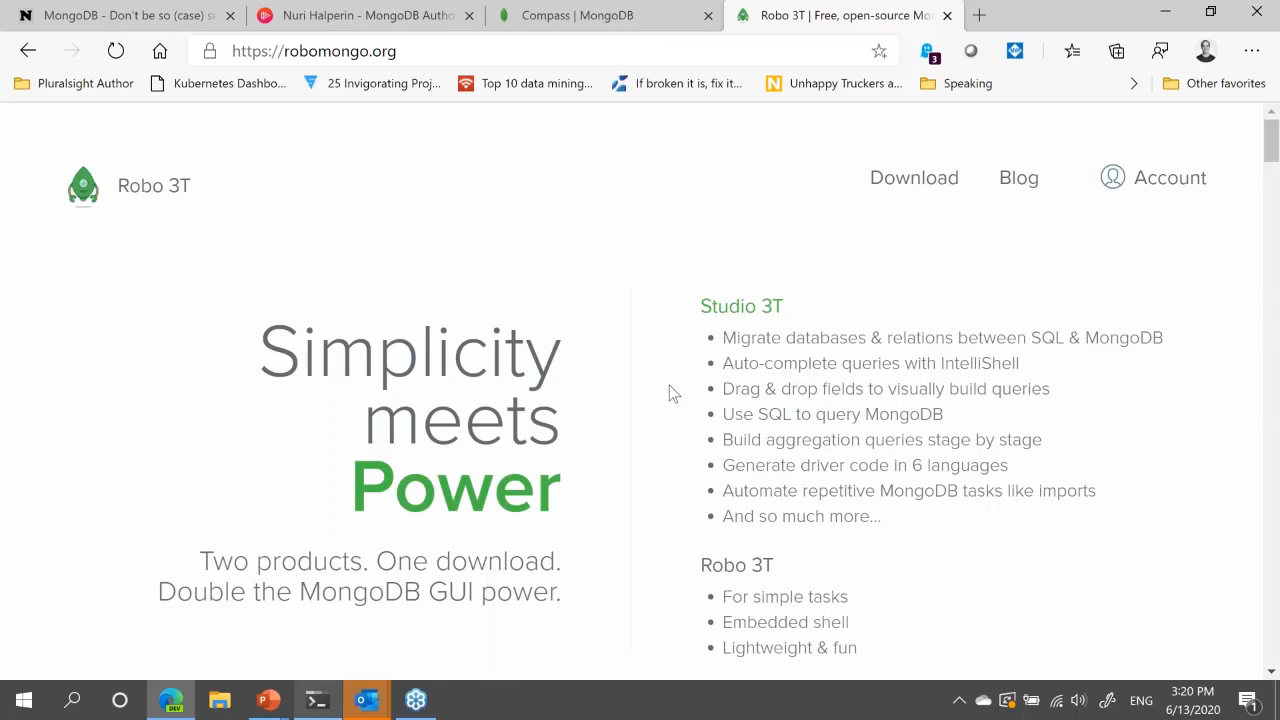 MongoDB - Don't be so (case) s
Nuri Halperin - MongoDB Autho
Compass | MongoDB
Robo 3T | Free, open-source Mo
https://robomongo.org
3
Pluralsight Author
Kubernetes Dashbo...
25 Invigorating Proj...
Top 10 data mining...
If broken it is, fix it...
Unhappy Truckers a...
Speaking
Other favorites
Robo 3T
Download
Blog
Account
Simplicity
meets
Power
Two products. One download.
Double the MongoDB GUI power.
Studio 3T
• Migrate databases & relations between SQL & MongoDB
• Auto-complete queries with IntelliShell
• Drag & drop fields to visually build queries
• Use SQL to query MongoDB
• Build aggregation queries stage by stage
• Generate driver code in 6 languages
• Automate repetitive MongoDB tasks like imports
• And so much more...
Robo 3T
• For simple tasks
• Embedded shell
• Lightweight & fun
DEV
ENG
3:20 PM
6/13/2020
1